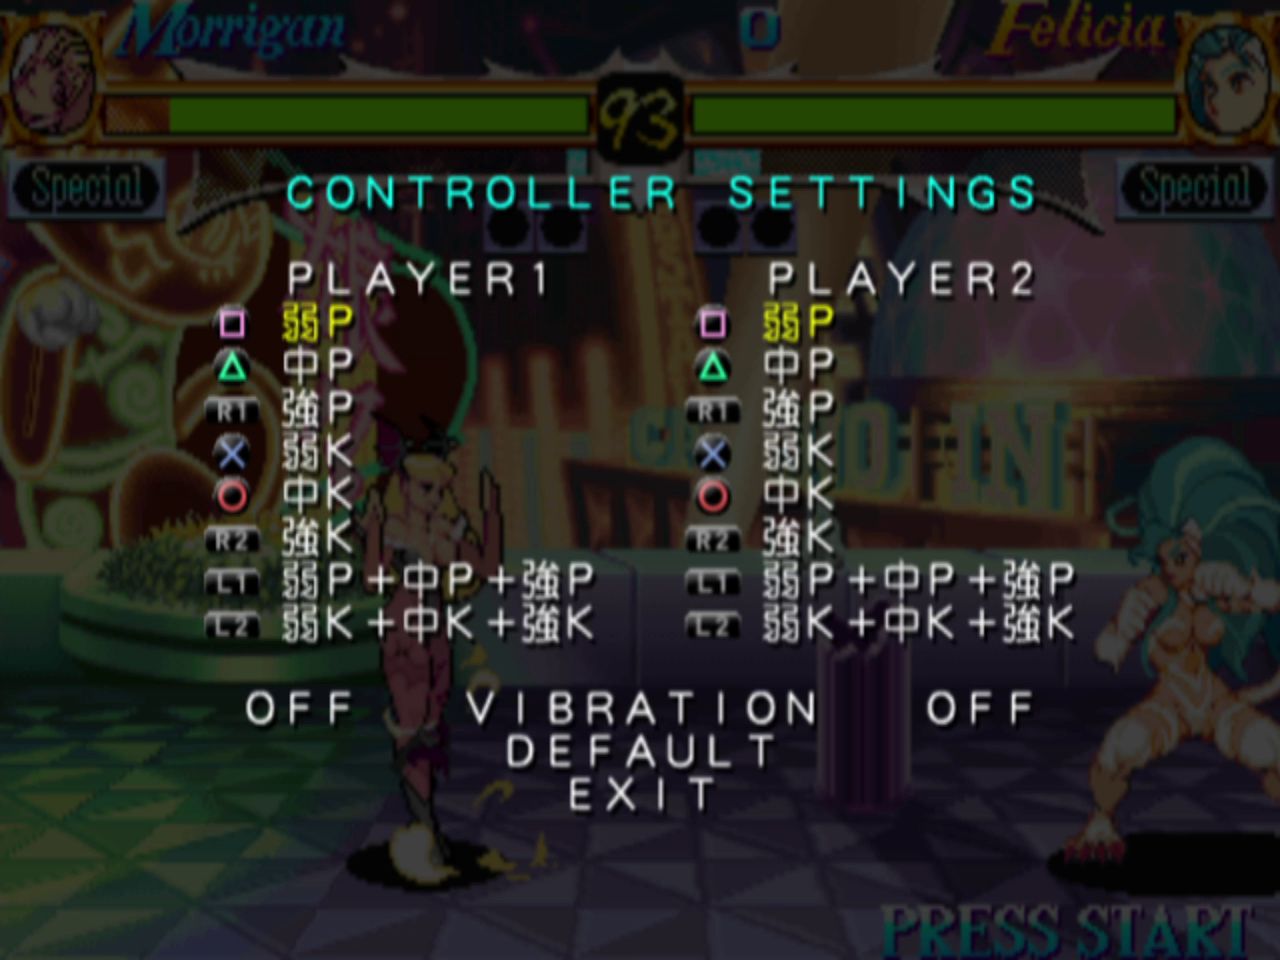 Morrigan 0 Felicia
93
Special Special
CONTROLLER SETTINGS
PLAYER1 PLAYER2
弱P 弱P
中P 中P
R1 強P R1 強P
弱K 弱K
中K 中K
R2 強K R2 強K
L1 弱P+中P+強P L1 弱P+中P+強P
L2 弱K+中K+強K L2 弱K+中K+強K
OFF VIBRATION OFF
DEFAULT
EXIT
PRESS START